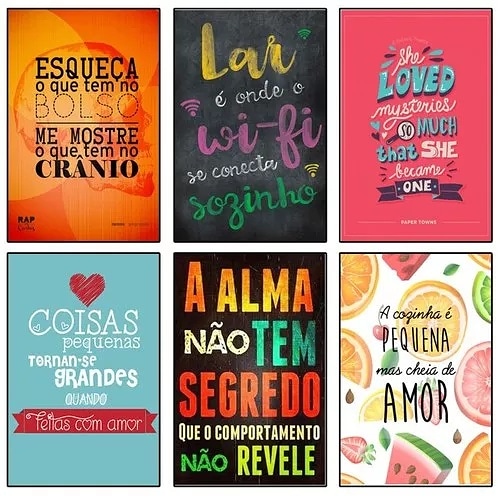 ESQUEÇA
o que tem no
BOLSO
ME MOSTRE
o que tem no
CRÂNIO
RAP
Lar
é onde o
wi-fi
se conecta
sozinho
she
LOVED
mysteries
SO MUCH
that SHE
became
ONE
PAPER TOWNS
COISAS
pequenas
TORNAM-SE
GRANDES
QUANDO
feitas com amor
A ALMA
NÃO TEM
SEGREDO
QUE O COMPORTAMENTO
NÃO REVELE
A cozinha é
PEQUENA
mas cheia de
AMOR